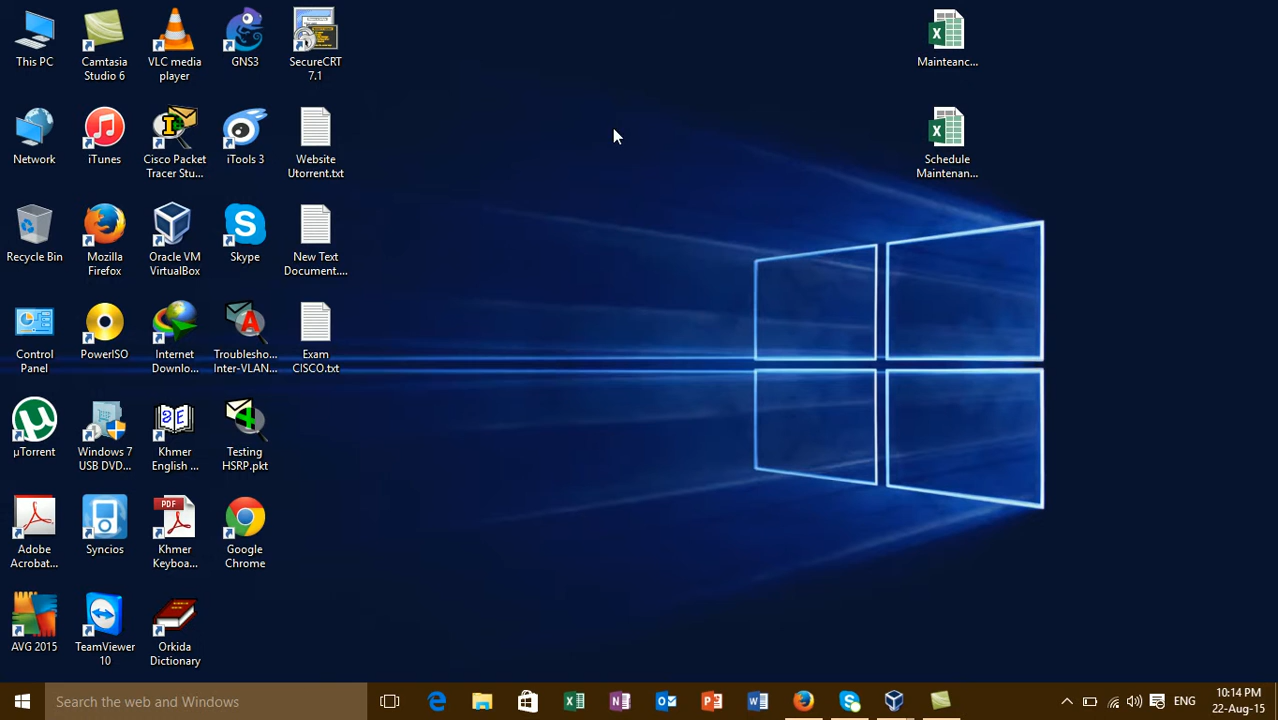 This PC
Camtasia
Studio 6
VLC media
player
GNS3
SecureCRT
7.1
Mainteanc...
Network
iTunes
Cisco Packet
Tracer Stu...
iTools 3
Website
Utorrent.txt
Schedule
Maintenan...
Recycle Bin
Mozilla
Firefox
Oracle VM
VirtualBox
Skype
New Text
Document....
Control
Panel
PowerISO
Internet
Downlo...
Troublesho...
Inter-VLAN...
Exam
CISCO.txt
µTorrent
Windows 7
USB DVD...
Khmer
English ...
Testing
HSRP.pkt
Adobe
Acrobat...
Syncios
PDF
Khmer
Keyboa...
Google
Chrome
AVG 2015
TeamViewer
10
Orkida
Dictionary
Search the web and Windows
ENG
10:14 PM
22-Aug-15